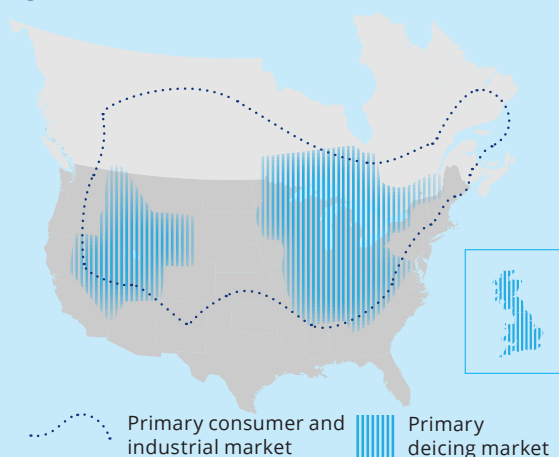 Primary consumer and
industrial market
Primary
deicing market